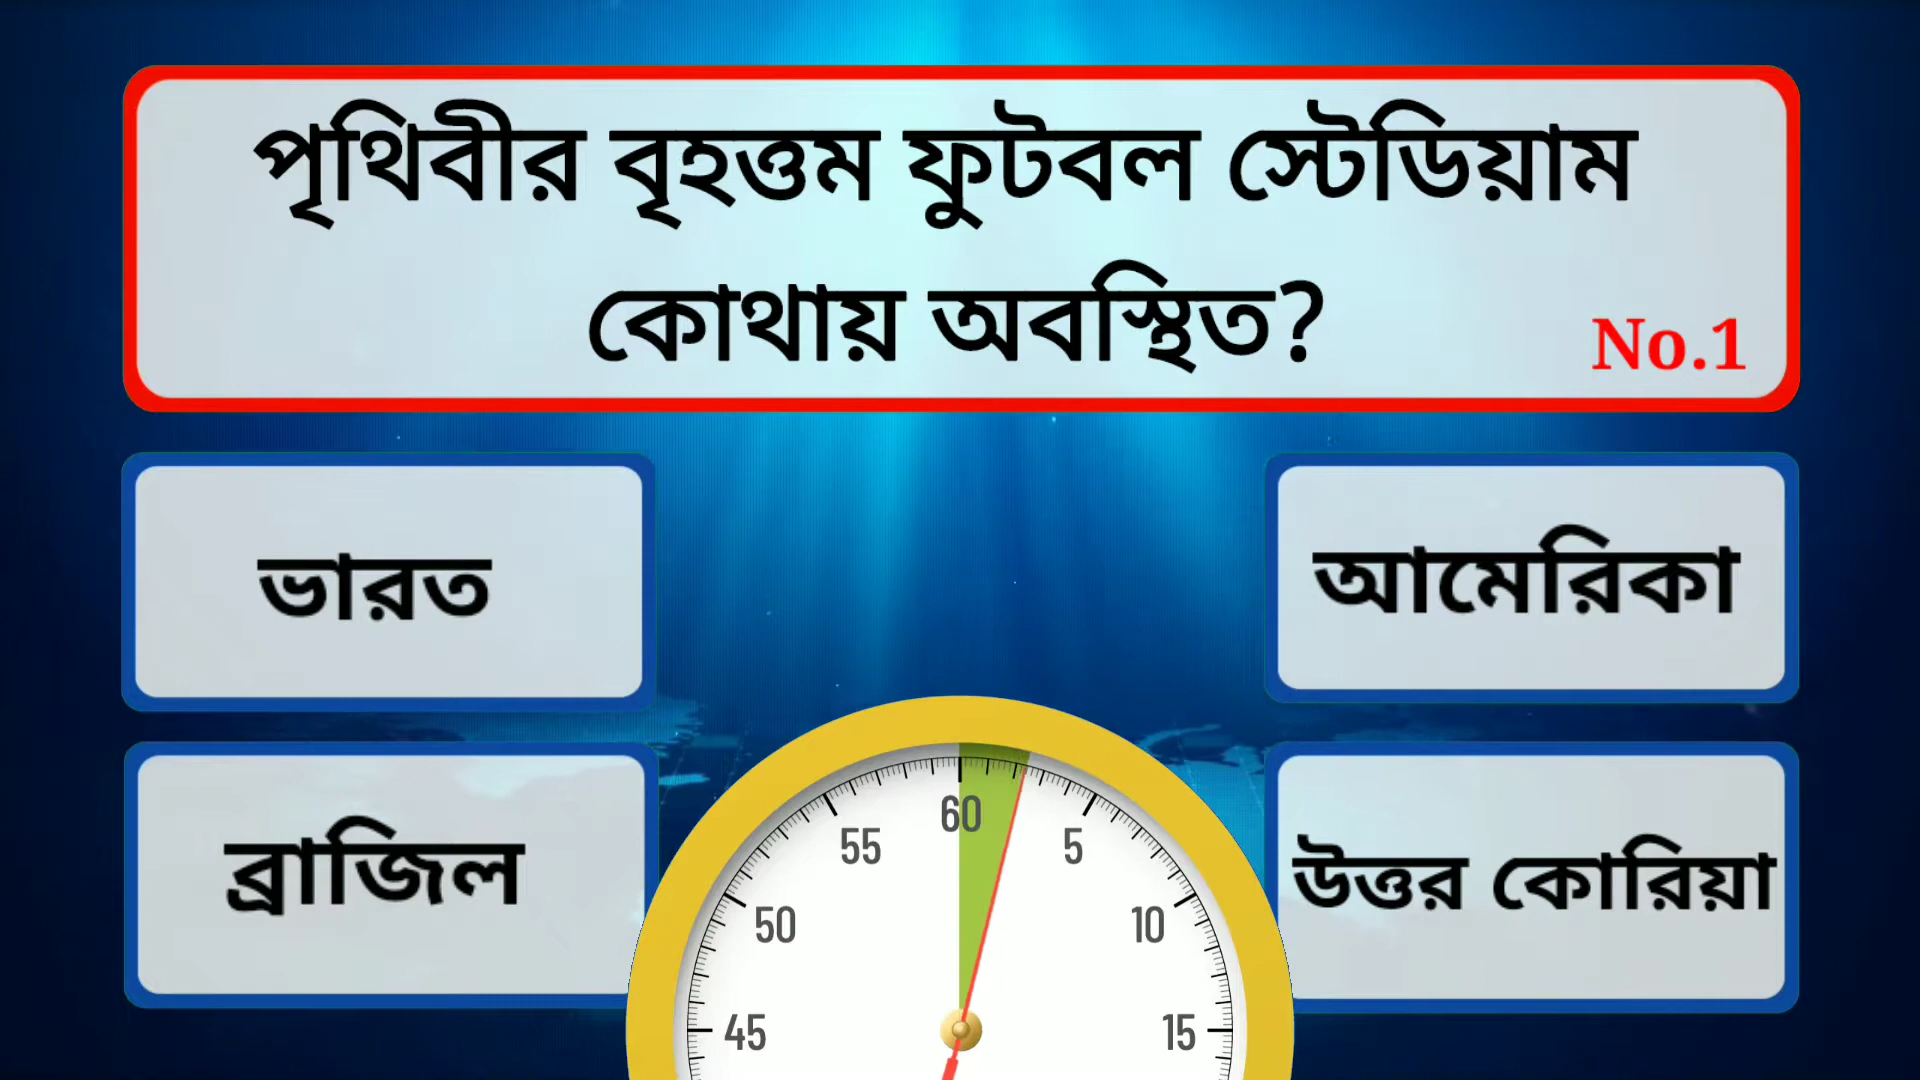 পৃথিবীর বৃহত্তম ফুটবল স্টেডিয়াম
কোথায় অবস্থিত?
No.1
ভারত
আমেরিকা
ব্রাজিল
উত্তর কোরিয়া
60
55
5
50
10
45
15